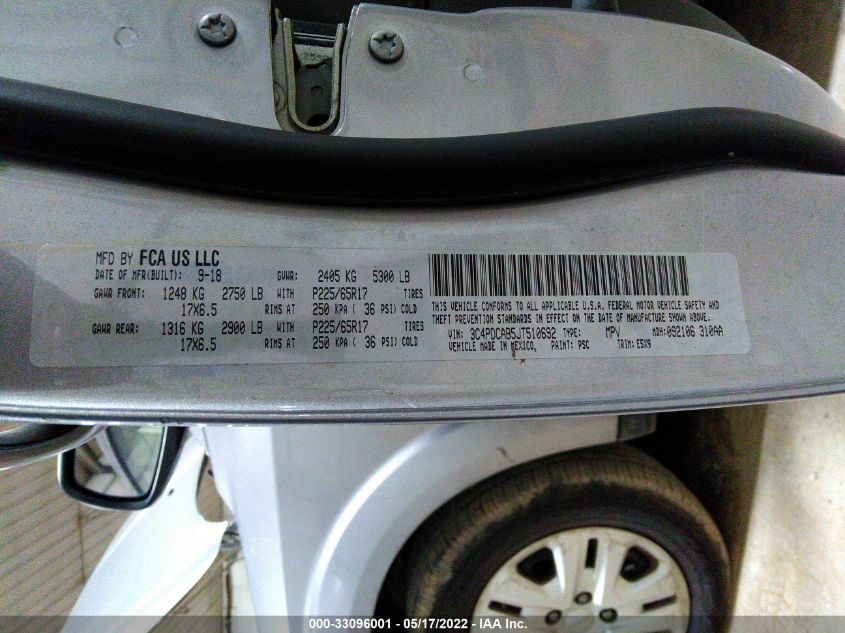 MFD BY FCA US LLC
DATE OF MFR(BUILT): 9-18 GVWR: 2405 KG 5300 LB
GAWR FRONT: 1248 KG 2750 LB WITH P225/65R17 TIRES
17X6.5 RIMS AT 250 KPA ( 36 PSI) COLD
GAWR REAR: 1316 KG 2900 LB WITH P225/65R17 TIRES
17X6.5 RIMS AT 250 KPA ( 36 PSI) COLD
THIS VEHICLE CONFORMS TO ALL APPLICABLE U.S.A. FEDERAL MOTOR VEHICLE SAFETY AND
THEFT PREVENTION STANDARDS IN EFFECT ON THE DATE OF MANUFACTURE SHOWN ABOVE.
VIN: 3C4PDCAB5JT510692 TYPE: MPV MDH: 092106 310AA
VEHICLE MADE IN MEXICO, PAINT: PSC TRIM: E5X9
000-33096001 - 05/17/2022 - IAA Inc.